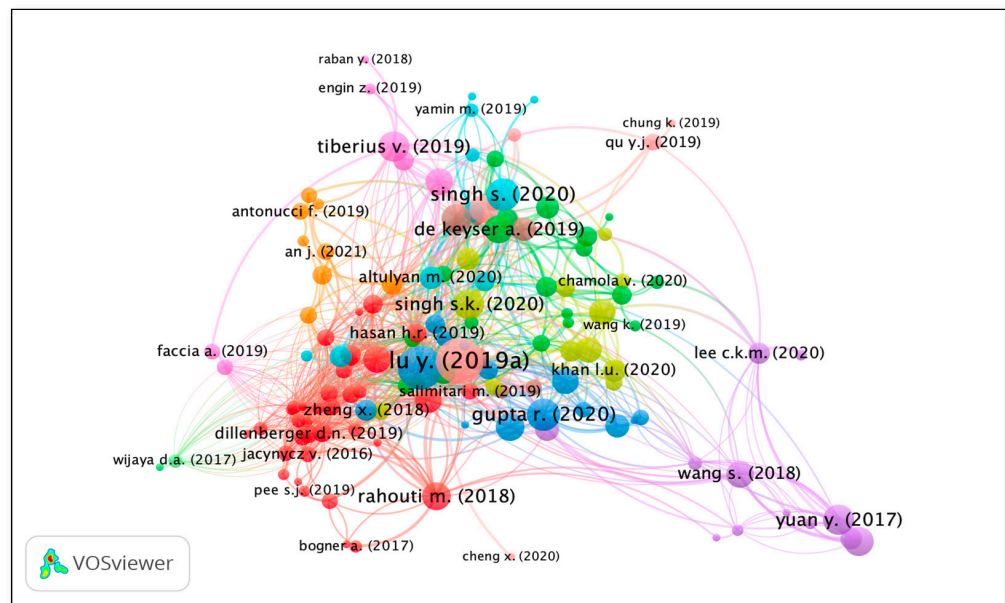 raban y. (2018)
engin z. (2019)
yamin m. (2019)
chung k. (2019)
qu y.j. (2019)
tiberius v. (2019)
singh s. (2020)
antonucci f. (2019)
de keyser a. (2019)
an j. (2021)
altulyan m. (2020)
chamola v. (2020)
singh s.k. (2020)
wang k. (2019)
hasan h.r. (2019)
faccia a. (2019)
lee c.k.m. (2020)
lu y. (2019a)
khan l.u. (2020)
salimitari m. (2019)
zheng x. (2018)
gupta r. (2020)
dillenberger d.n. (2019)
jacynycz v. (2016)
wijaya d.a. (2017)
wang s. (2018)
pee s.j. (2019)
rahouti m. (2018)
yuan y. (2017)
bogner a. (2017)
cheng x. (2020)
VOSviewer